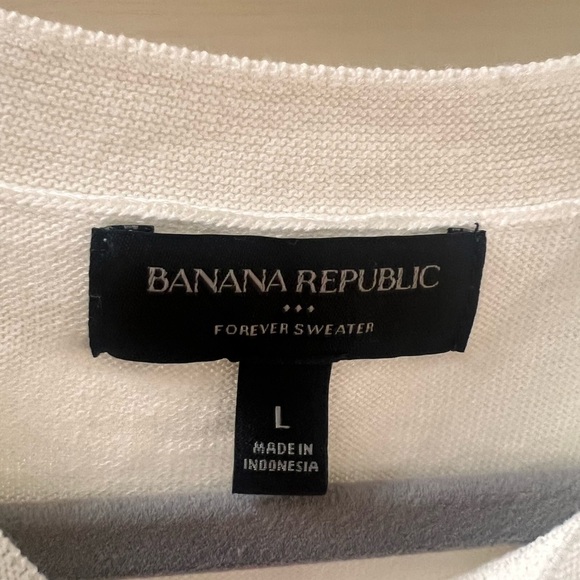 BANANA REPUBLIC
FOREVER SWEATER
L
MADE IN
INDONESIA